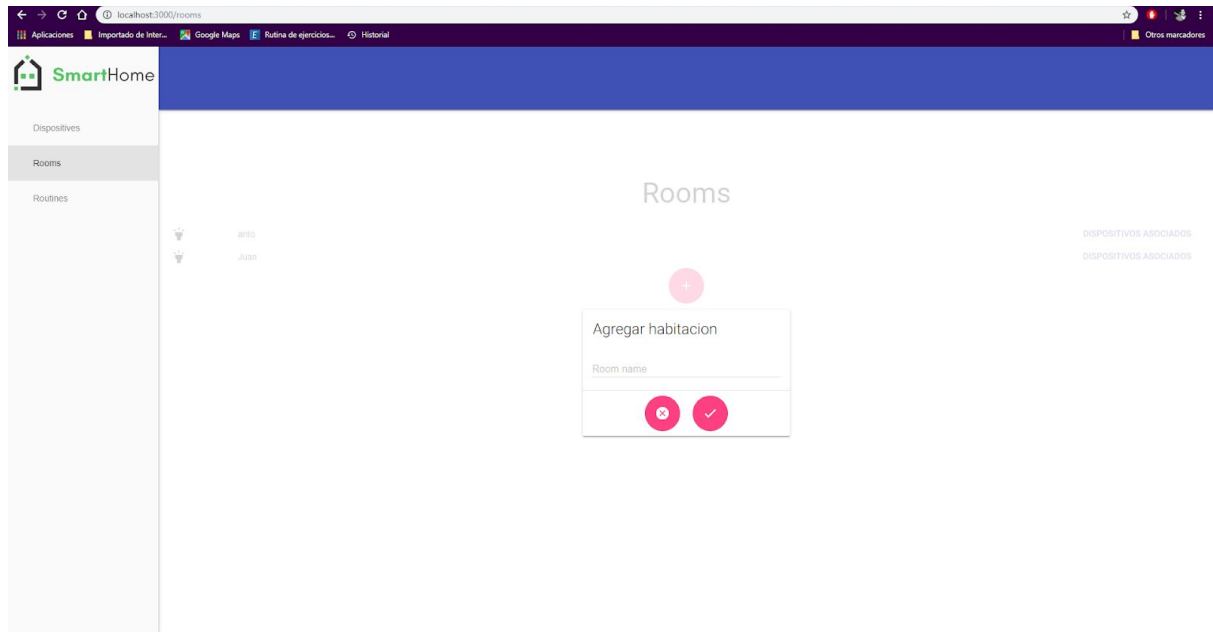 localhost:3000/rooms
Aplicaciones Importado de Inter... Google Maps Rutina de ejercicios... Historial Otros marcadores
SmartHome
Dispositives
Rooms
Routines
Rooms
anto DISPOSITIVOS ASOCIADOS
Juan DISPOSITIVOS ASOCIADOS
Agregar habitacion
Room name